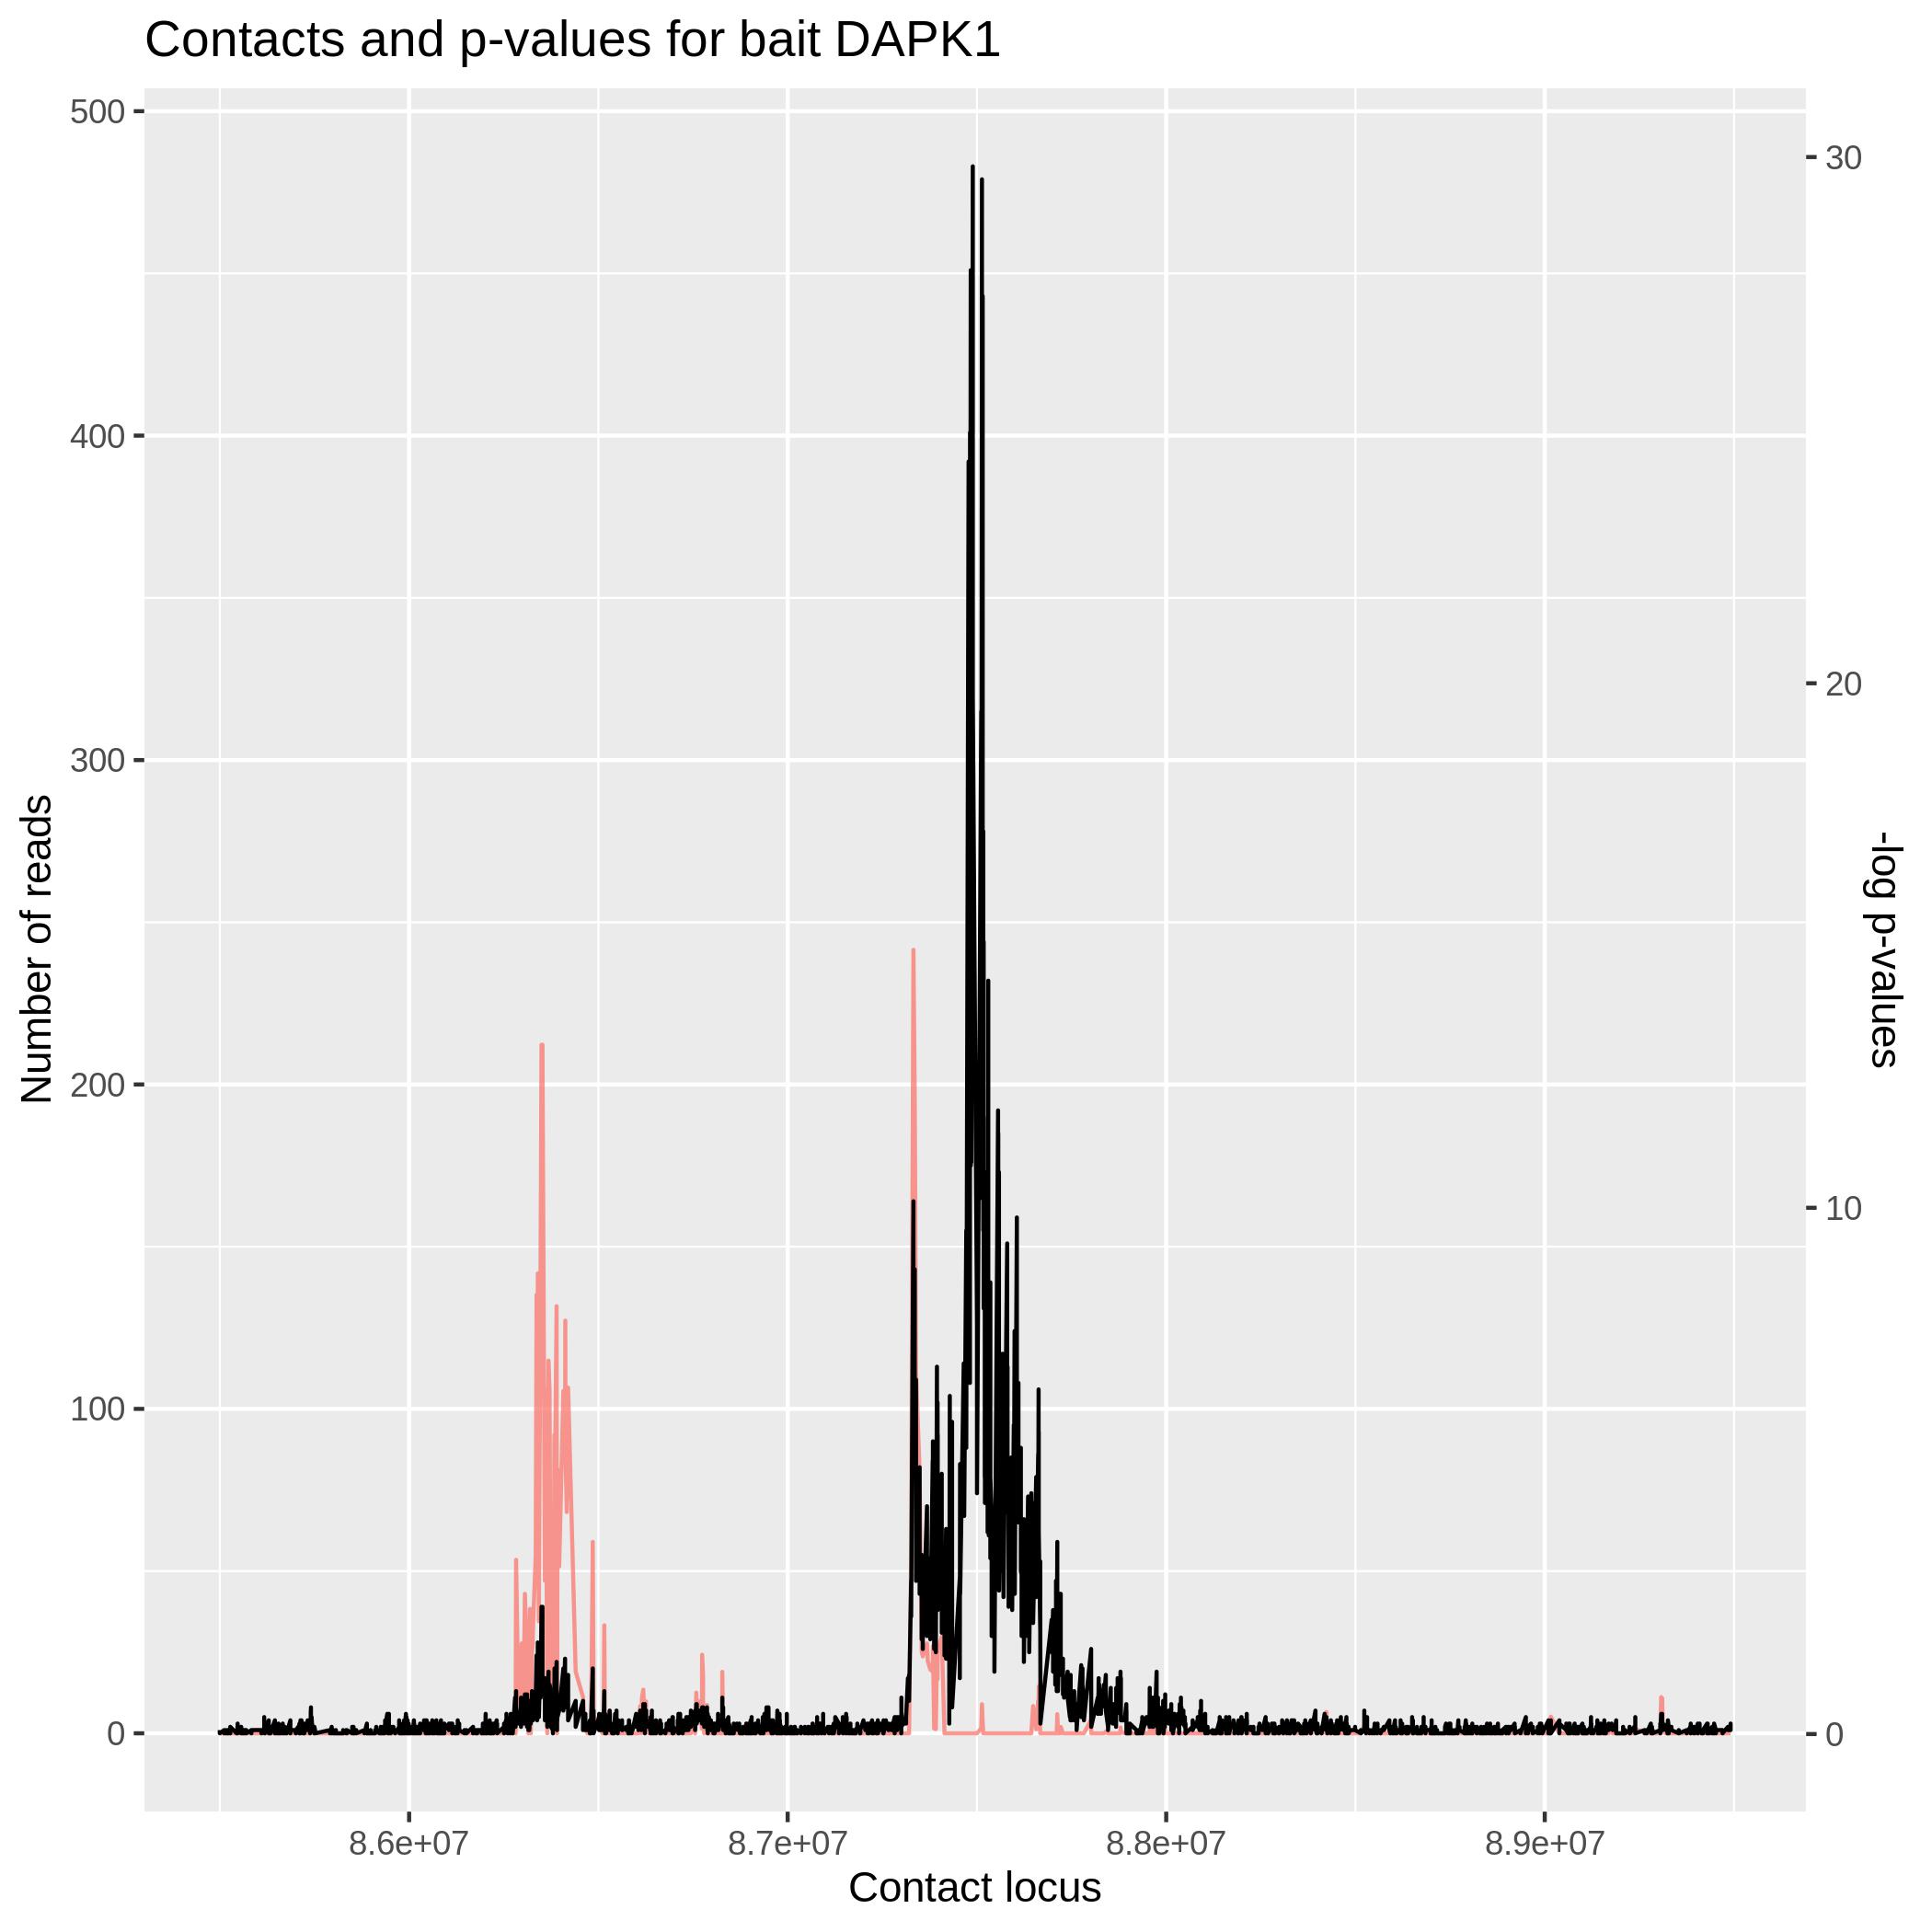 Contacts and p-values for bait DAPK1
500
400
300
200
100
0
Number of reads
30
20
10
0
-log p-values
8.6e+07
8.7e+07
8.8e+07
8.9e+07
Contact locus